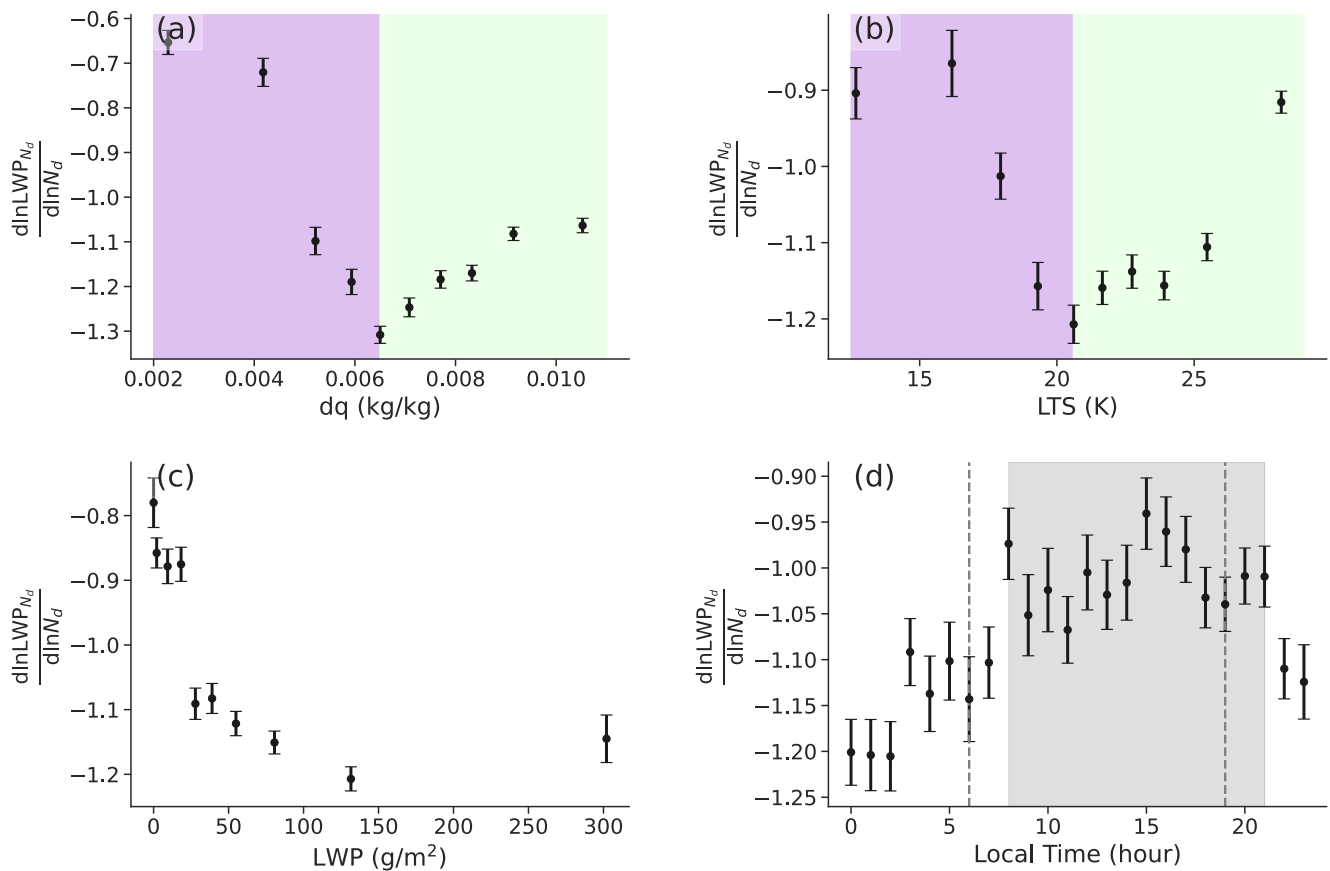 (a)
−0.6
−0.7
−0.8
−0.9
−1.0
−1.1
−1.2
−1.3
dlnLWP_{N_d}
dlnN_d
0.002 0.004 0.006 0.008 0.010
dq (kg/kg)
(b)
−0.9
−1.0
−1.1
−1.2
dlnLWP_{N_d}
dlnN_d
15 20 25
LTS (K)
(c)
−0.8
−0.9
−1.0
−1.1
−1.2
dlnLWP_{N_d}
dlnN_d
0 50 100 150 200 250 300
LWP (g/m²)
(d)
−0.90
−0.95
−1.00
−1.05
−1.10
−1.15
−1.20
−1.25
dlnLWP_{N_d}
dlnN_d
0 5 10 15 20
Local Time (hour)